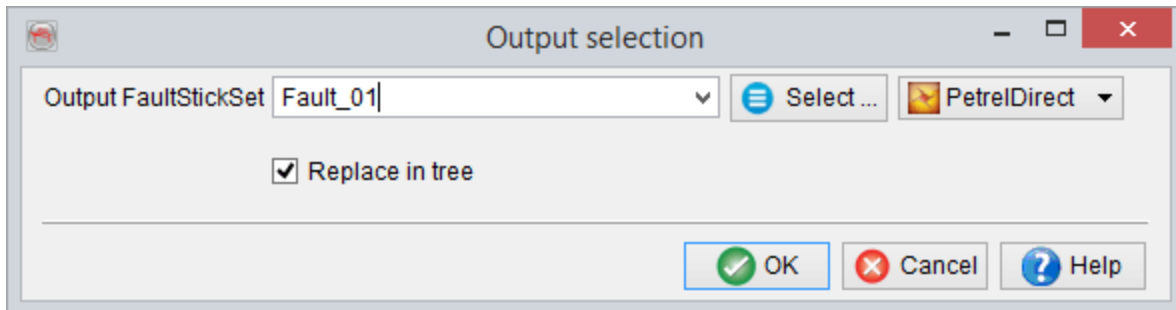 Output selection
Output FaultStickSet Fault_01 Select ... PetrelDirect
Replace in tree
OK Cancel Help